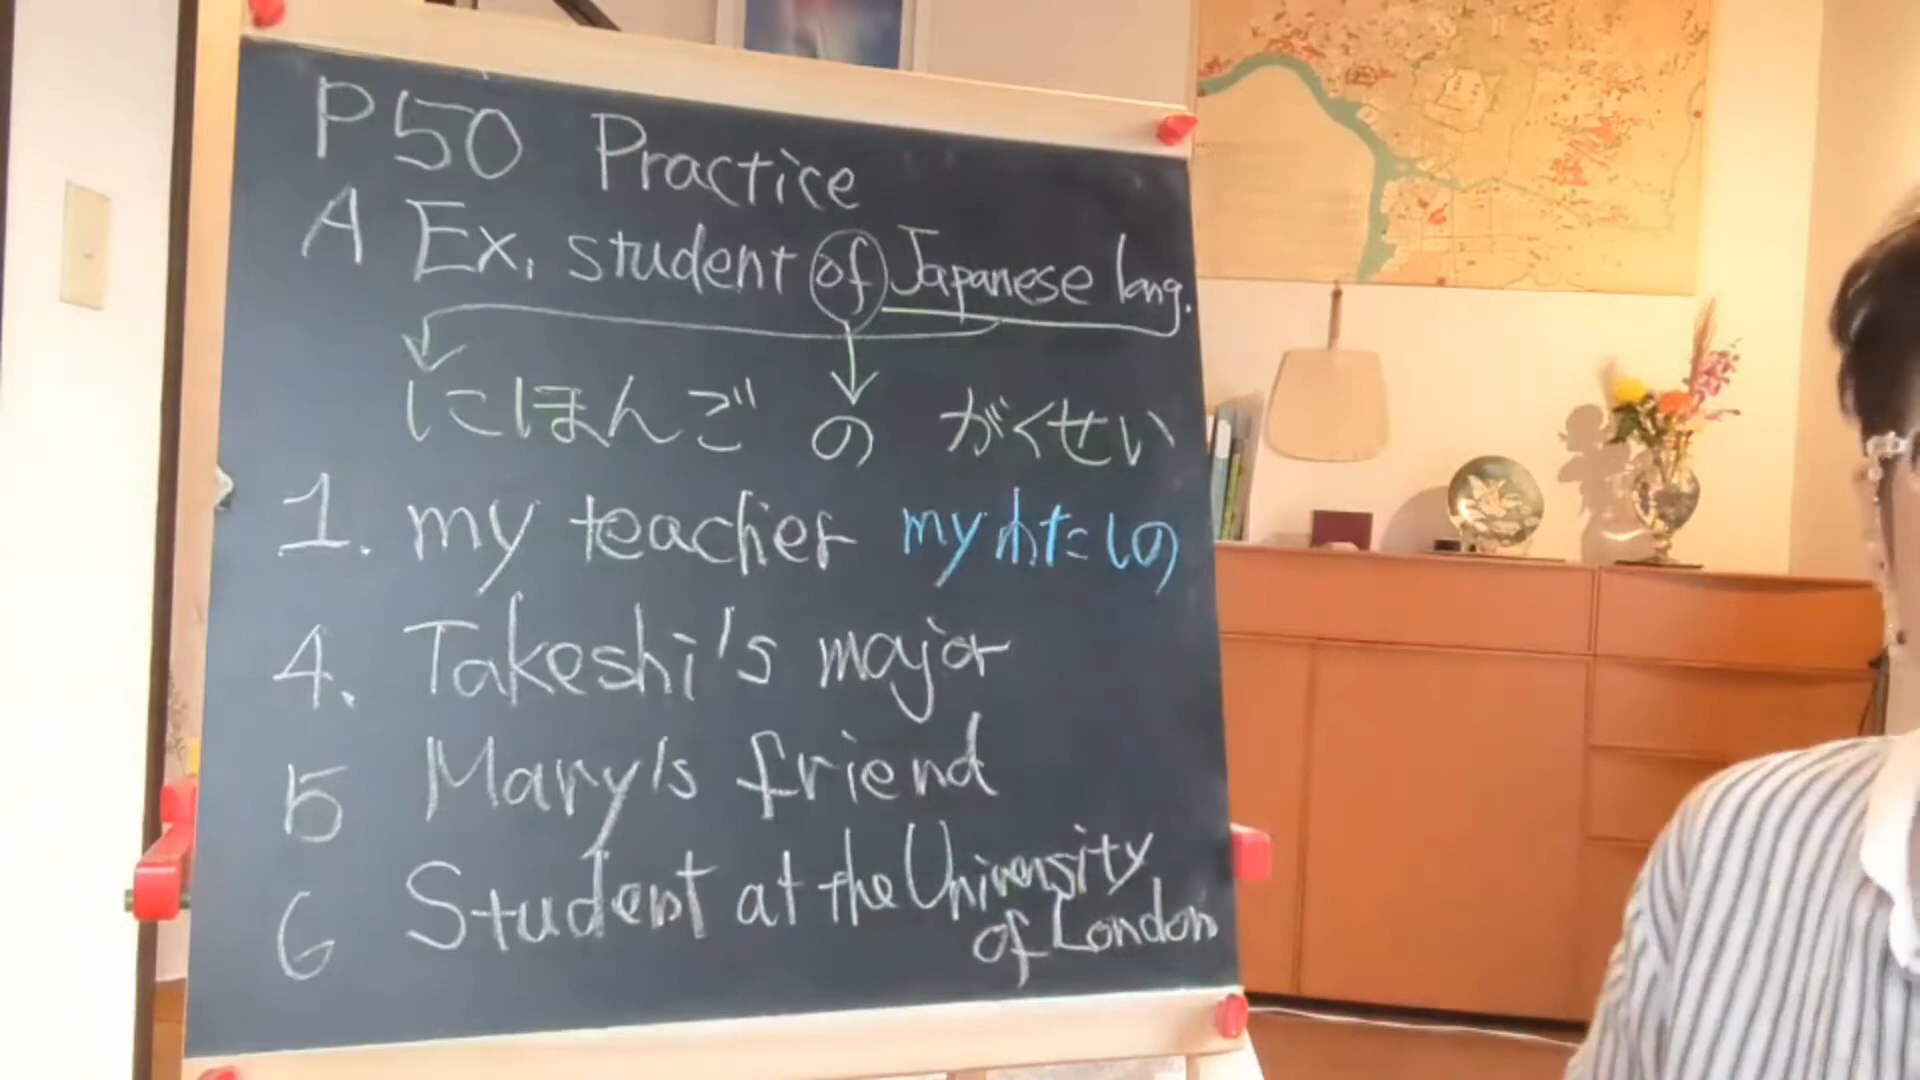 P50 Practice
A Ex. student of Japanese lang.
にほんご の がくせい
1. my teacher my わたしの
4. Takeshi's major
5 Mary's friend
6 Student at the University
of London